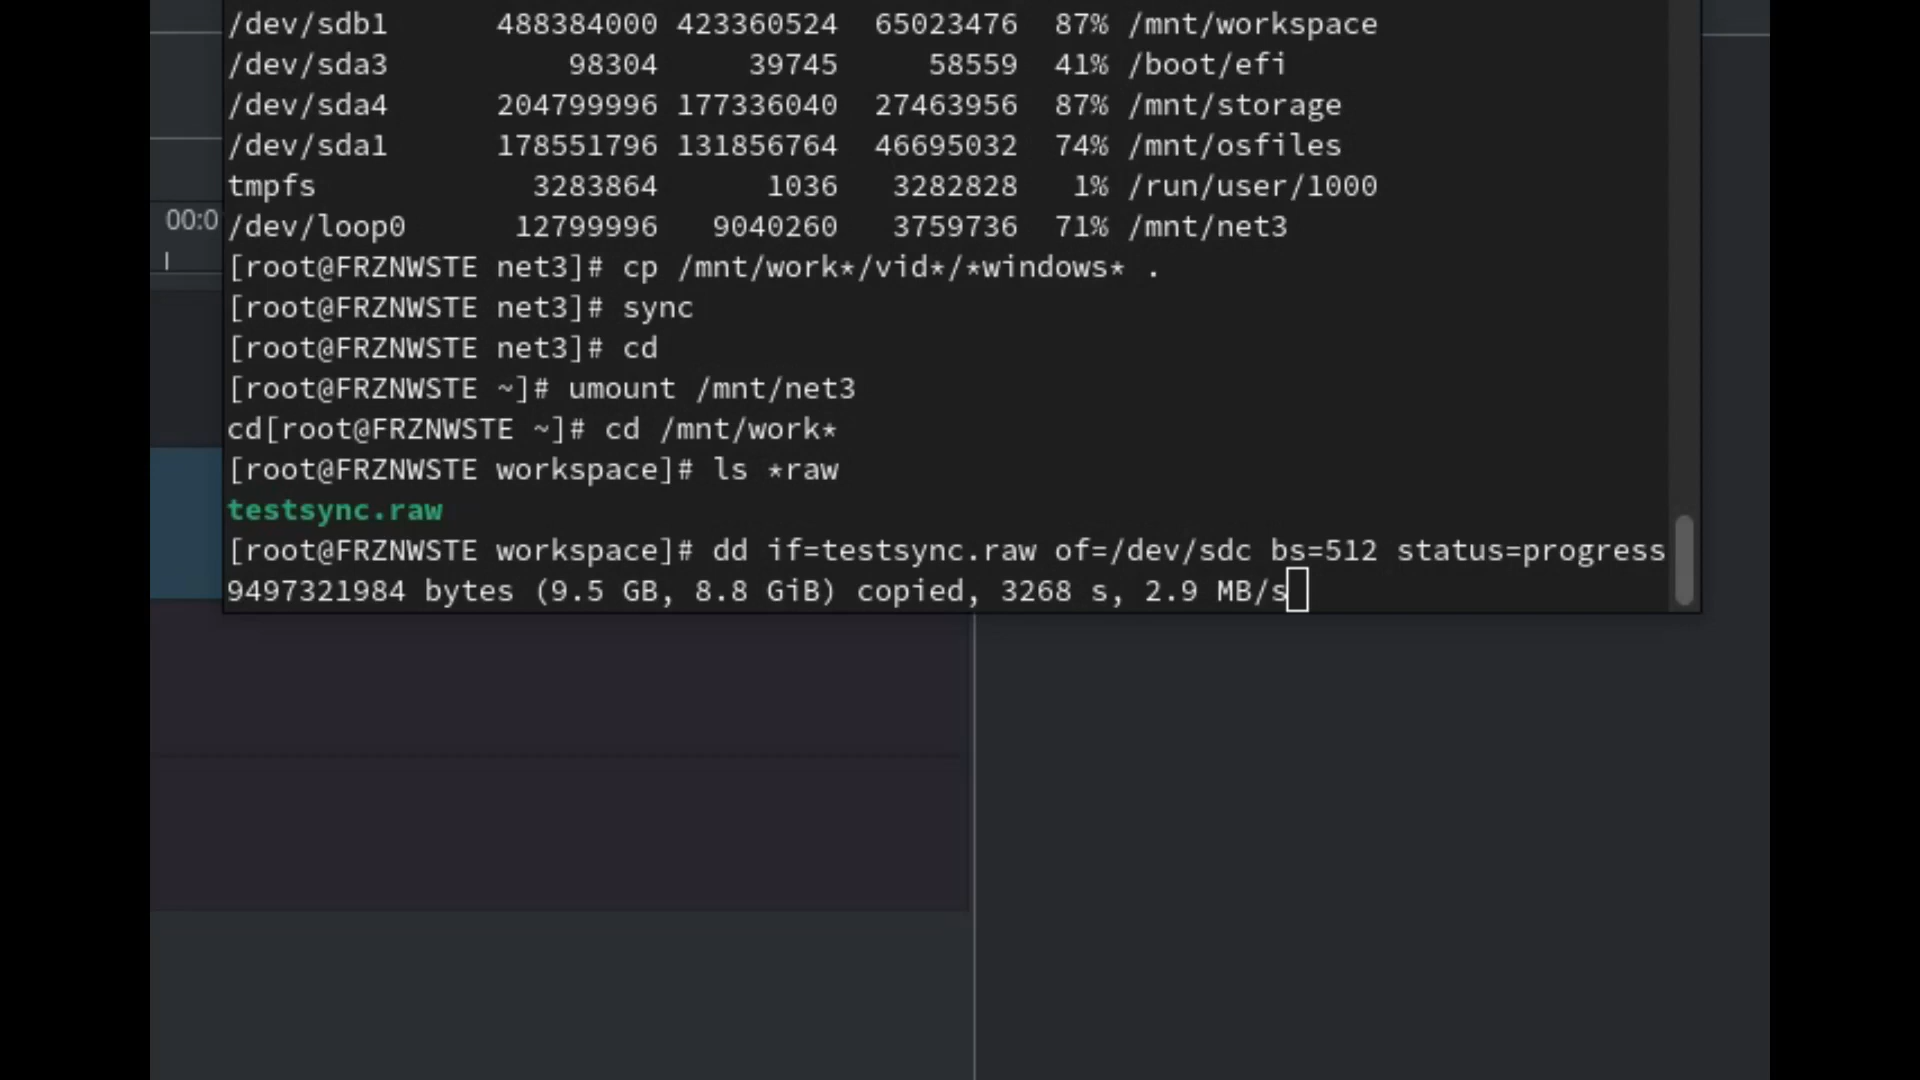 /dev/sdb1 488384000 423360524 65023476 87% /mnt/workspace
/dev/sda3 98304 39745 58559 41% /boot/efi
/dev/sda4 204799996 177336040 27463956 87% /mnt/storage
/dev/sda1 178551796 131856764 46695032 74% /mnt/osfiles
tmpfs 3283864 1036 3282828 1% /run/user/1000
00:0
/dev/loop0 12799996 9040260 3759736 71% /mnt/net3
[root@FRZNWSTE net3]# cp /mnt/work*/vid*/*windows* .
[root@FRZNWSTE net3]# sync
[root@FRZNWSTE net3]# cd
[root@FRZNWSTE ~]# umount /mnt/net3
cd[root@FRZNWSTE ~]# cd /mnt/work*
[root@FRZNWSTE workspace]# ls *raw
testsync.raw
[root@FRZNWSTE workspace]# dd if=testsync.raw of=/dev/sdc bs=512 status=progress
9497321984 bytes (9.5 GB, 8.8 GiB) copied, 3268 s, 2.9 MB/s